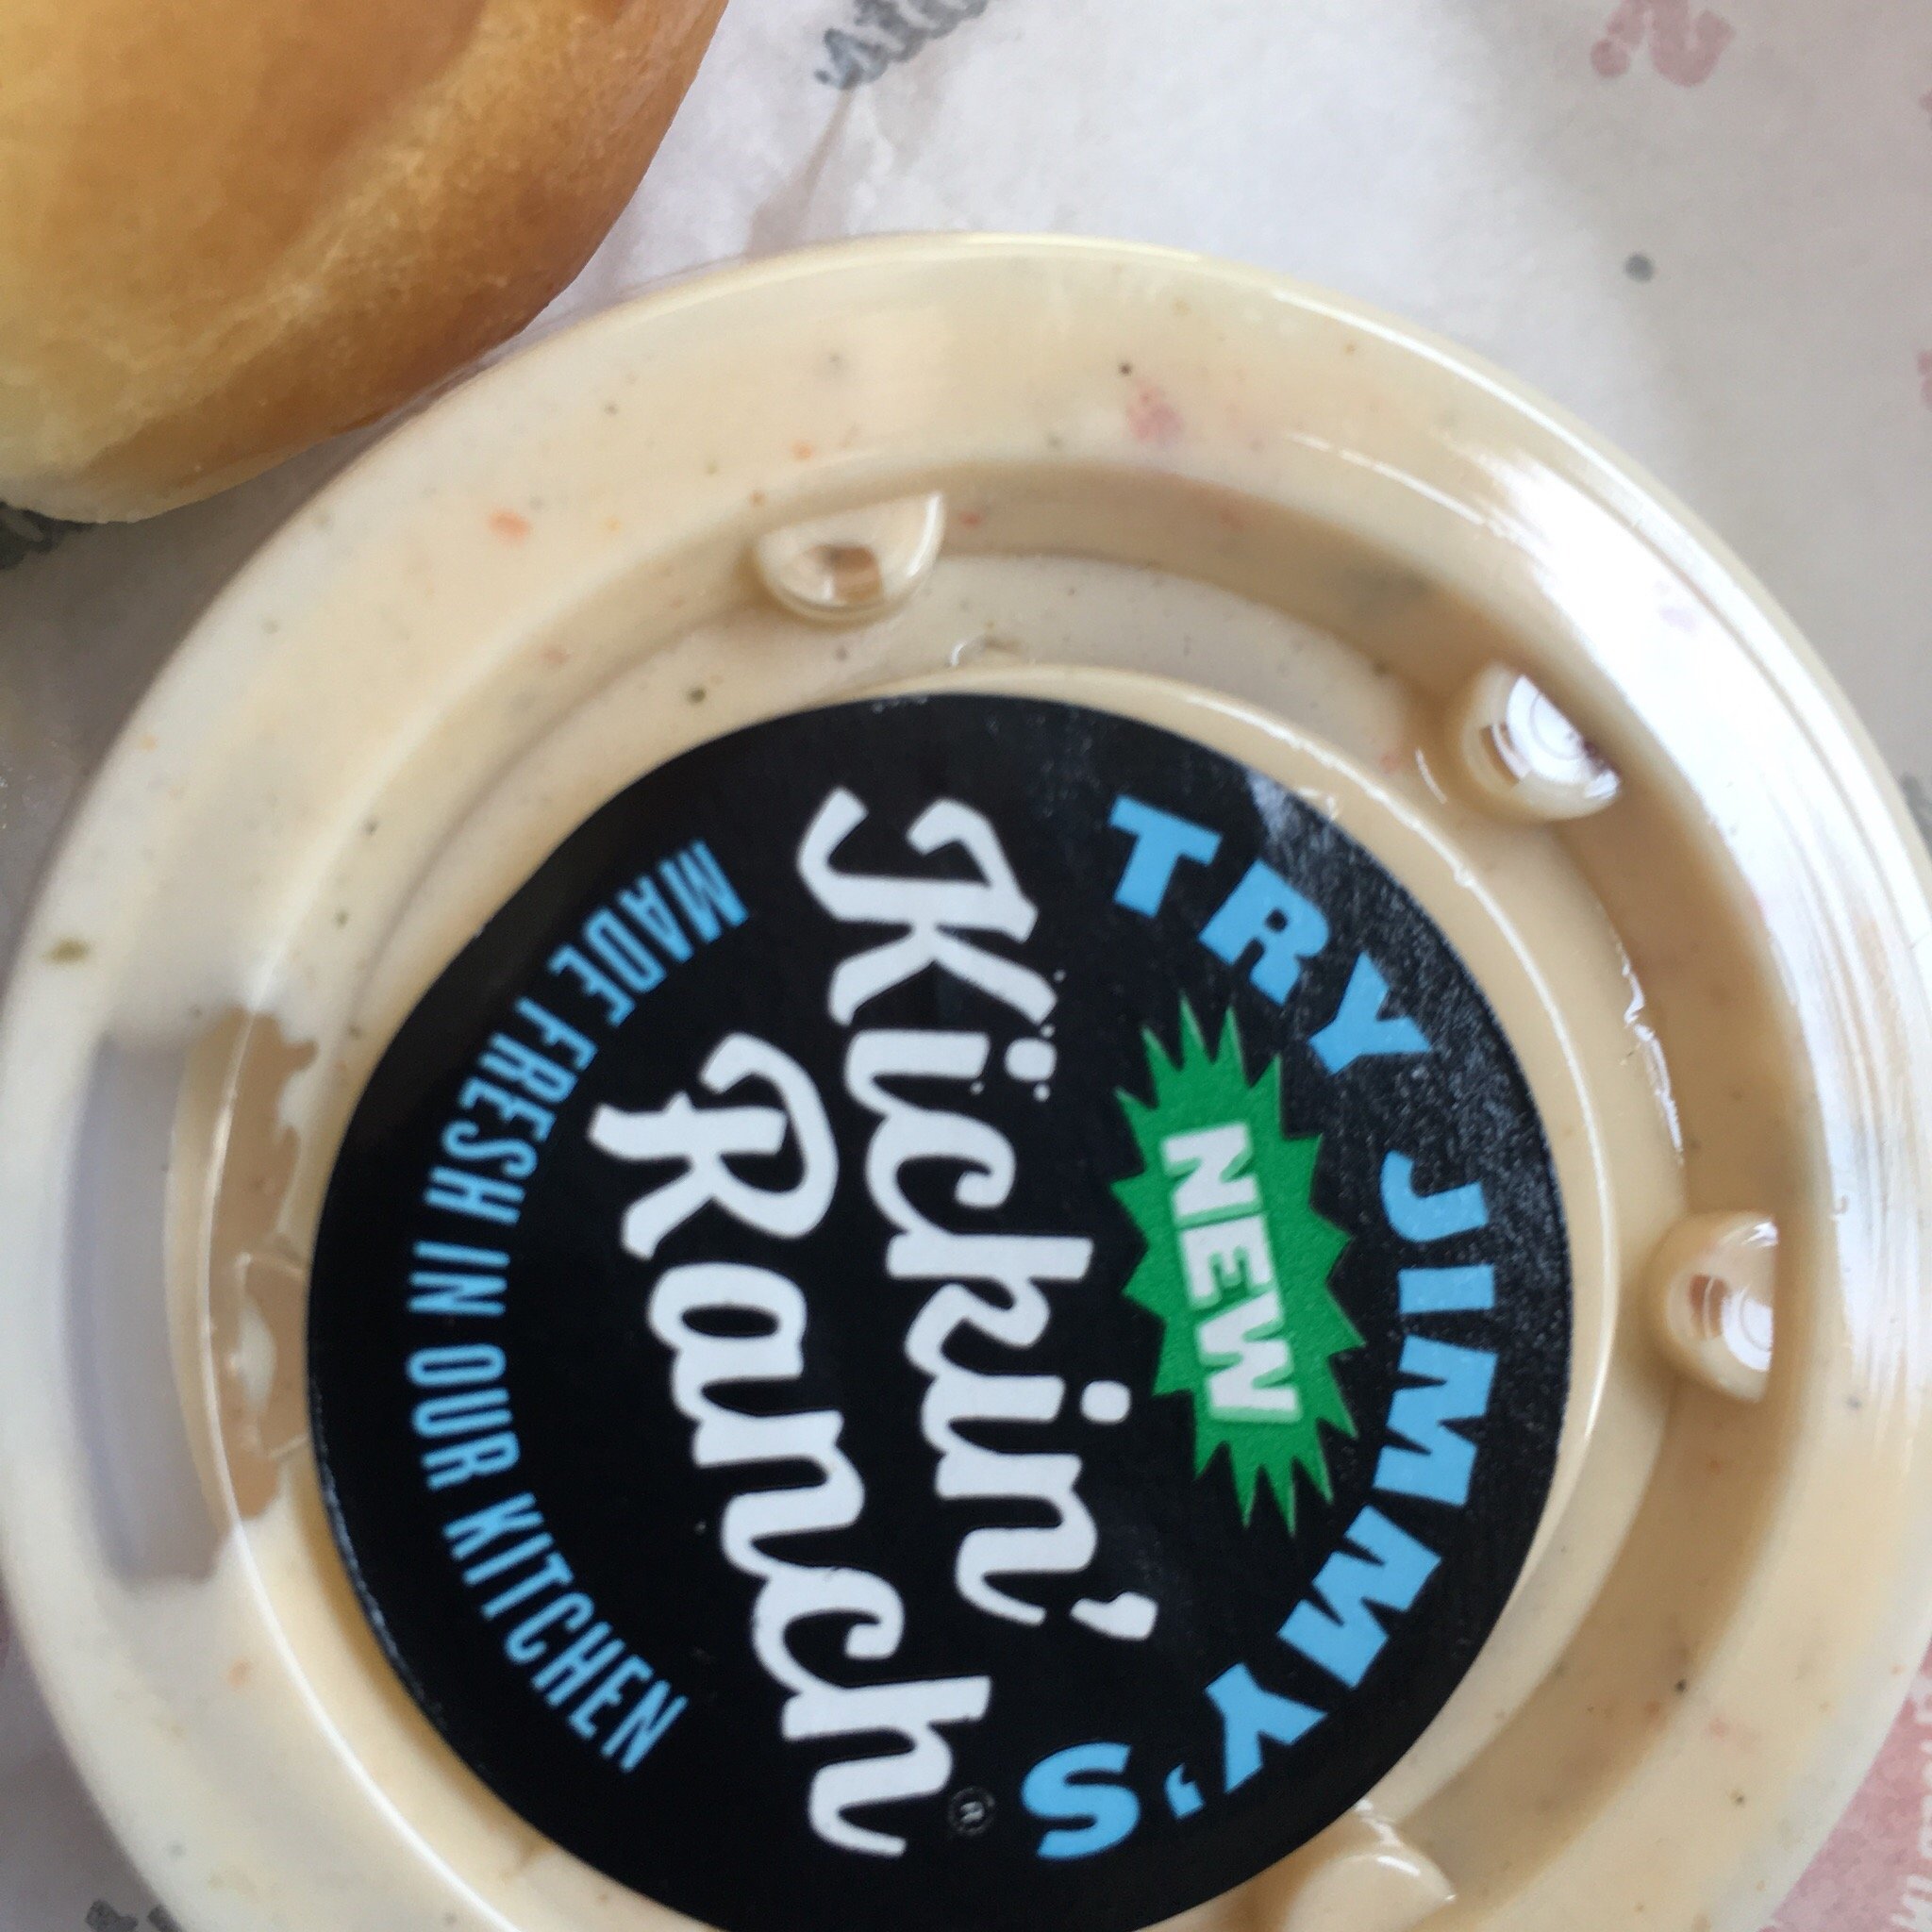 TRY JIMMY'S
NEW
Kickin'
Ranch®
MADE FRESH IN OUR KITCHEN